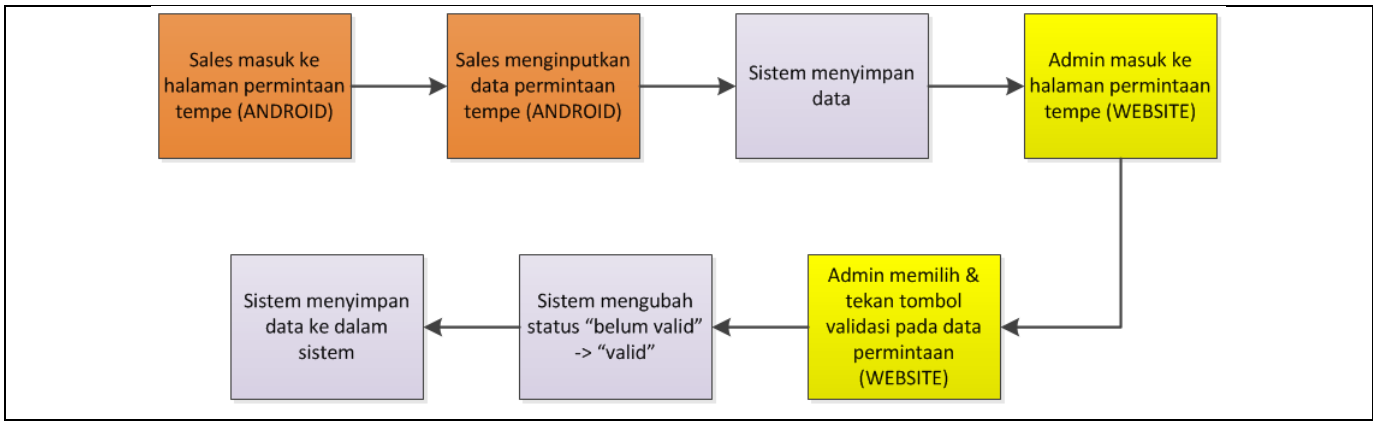 Sales masuk ke
halaman permintaan
tempe (ANDROID)
Sales menginputkan
data permintaan
tempe (ANDROID)
Sistem menyimpan
data
Admin masuk ke
halaman permintaan
tempe (WEBSITE)
Admin memilih &
tekan tombol
validasi pada data
permintaan
(WEBSITE)
Sistem mengubah
status “belum valid”
-> “valid”
Sistem menyimpan
data ke dalam
sistem